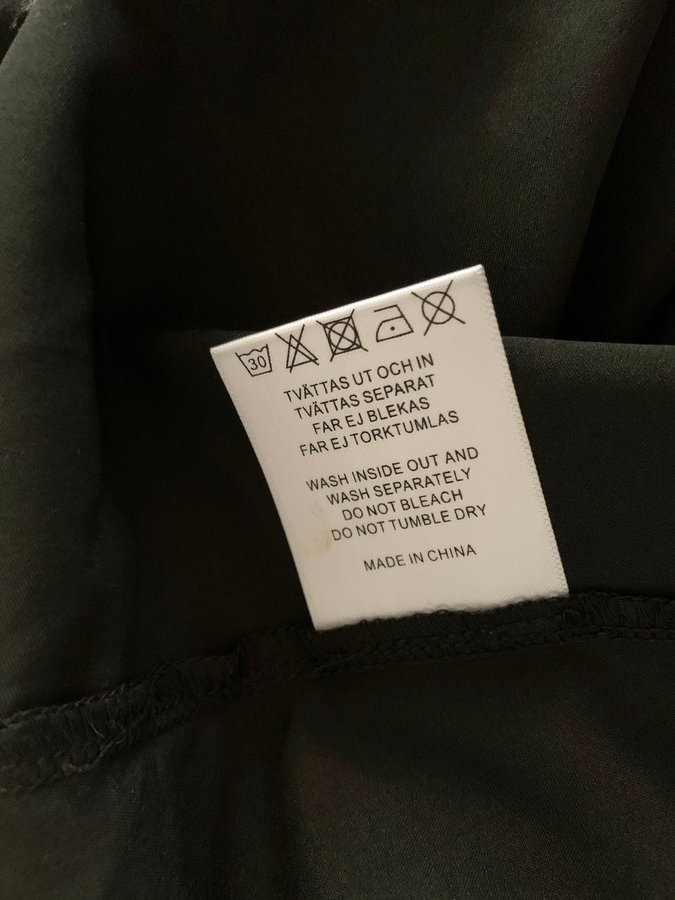 30
TVÄTTAS UT OCH IN
TVÄTTAS SEPARAT
FAR EJ BLEKAS
FAR EJ TORKTUMLAS
WASH INSIDE OUT AND
WASH SEPARATELY
DO NOT BLEACH
DO NOT TUMBLE DRY
MADE IN CHINA